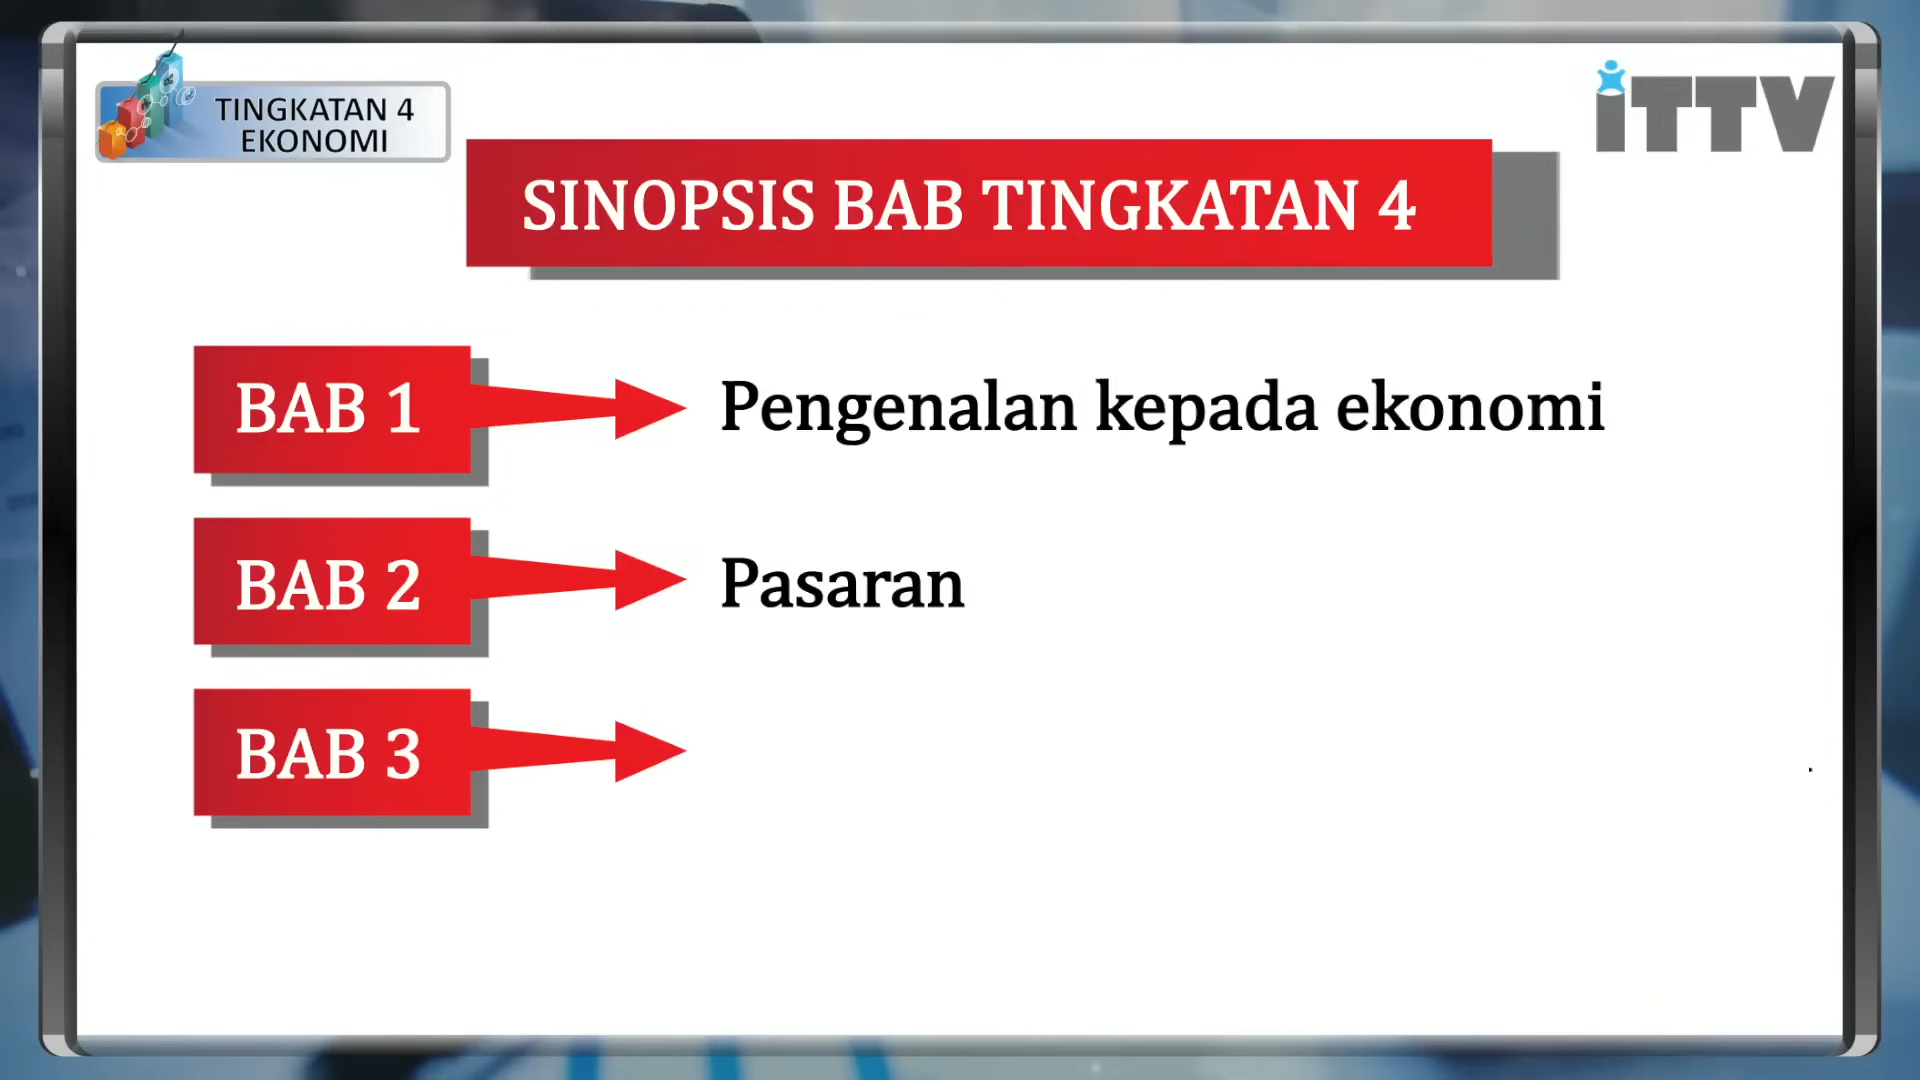 TINGKATAN 4
EKONOMI
iTTV
SINOPSIS BAB TINGKATAN 4
BAB 1
Pengenalan kepada ekonomi
BAB 2
Pasaran
BAB 3